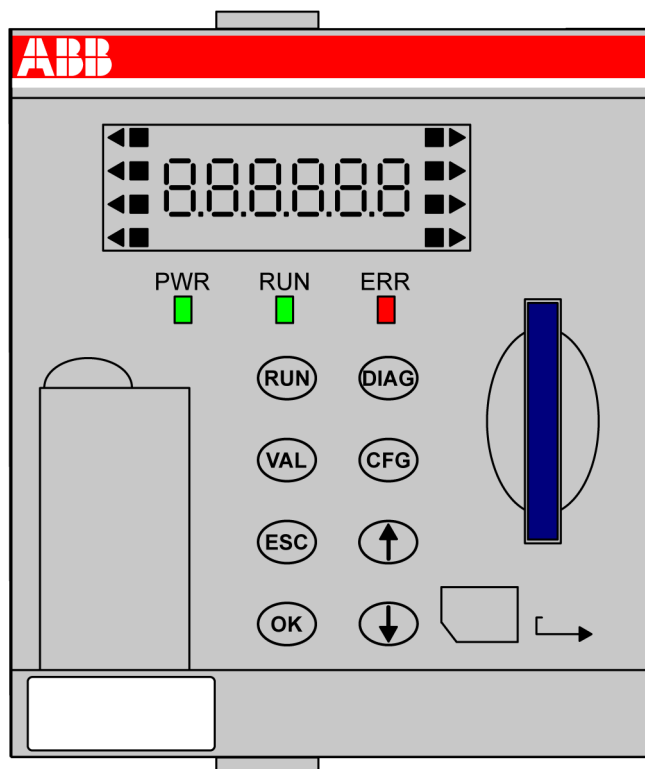 ABB
8.8.8.8.8.8
PWR RUN ERR
RUN DIAG
VAL CFG
ESC
OK